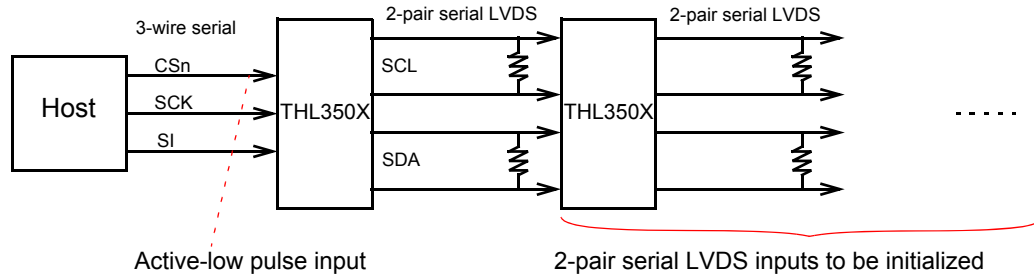 3-wire serial
2-pair serial LVDS
2-pair serial LVDS
CSn
SCK
SI
Host
THL350X
SCL
SDA
THL350X
......
Active-low pulse input
2-pair serial LVDS inputs to be initialized